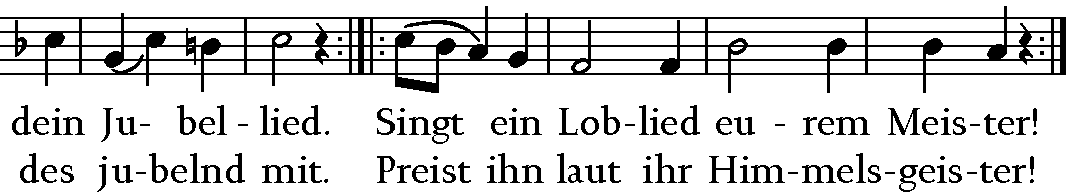 dein Ju- bel - lied. Singt ein Lob-lied eu - rem Meis-ter!
des ju-belnd mit. Preist ihn laut ihr Him-mels-geis-ter!